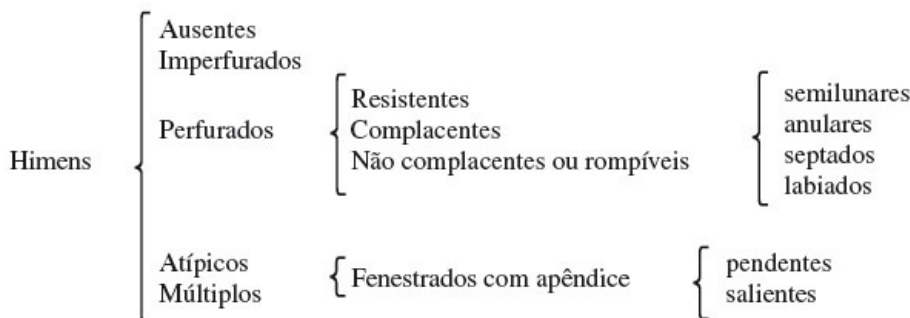 Himens
Ausentes
Imperfurados
Perfurados
Resistentes
Complacentes
Não complacentes ou rompíveis
semilunares
anulares
septados
labiados
Atípicos
Múltiplos
Fenestrados com apêndice
pendentes
salientes